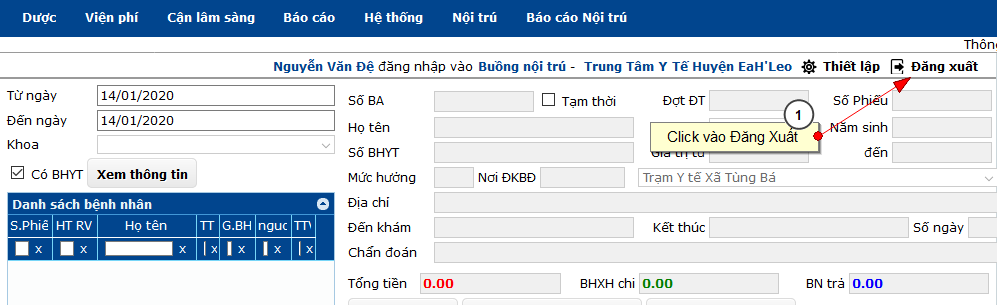 Dược Viện phí Cận lâm sàng Báo cáo Hệ thống Nội trú Báo cáo Nội trú
Thông
Nguyễn Văn Đệ đăng nhập vào Buồng nội trú - Trung Tâm Y Tế Huyện EaH'Leo Thiết lập Đăng xuất
Từ ngày 14/01/2020
Đến ngày 14/01/2020
Khoa
Có BHYT Xem thông tin
Danh sách bệnh nhân
S.Phiế HT RV Họ tên TT G.BH nguc TTV
x x x x x x
Số BA Tạm thời Đợt ĐT Số Phiếu
1
Họ tên Click vào Đăng Xuất Năm sinh
Số BHYT Giá trị từ đến
Mức hưởng Nơi ĐKBĐ Trạm Y tế Xã Tùng Bá
Địa chỉ
Đến khám Kết thúc Số ngày
Chẩn đoán
Tổng tiền 0.00 BHXH chi 0.00 BN trả 0.00